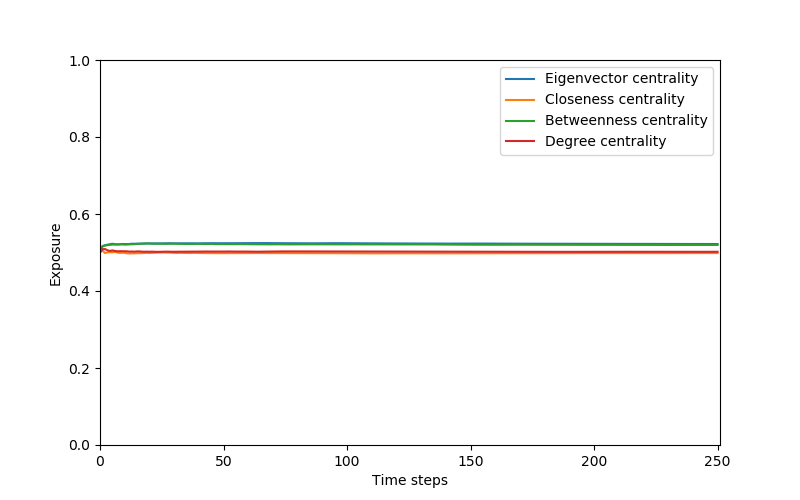 1.0
0.8
0.6
0.4
0.2
0.0
Exposure
Eigenvector centrality
Closeness centrality
Betweenness centrality
Degree centrality
0 50 100 150 200 250
Time steps